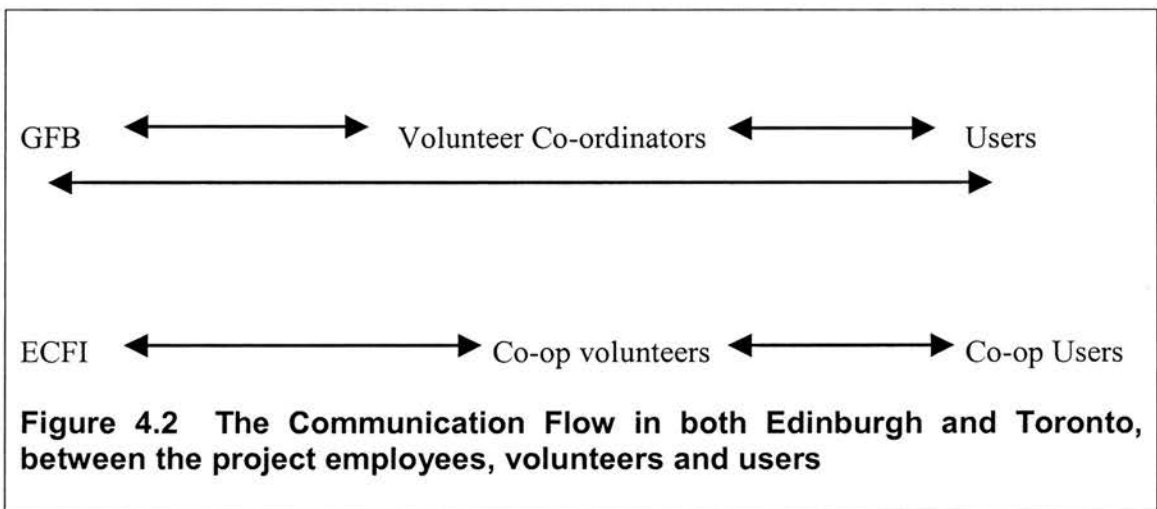 GFB Volunteer Co-ordinators Users
ECFI Co-op volunteers Co-op Users
Figure 4.2 The Communication Flow in both Edinburgh and Toronto,
between the project employees, volunteers and users